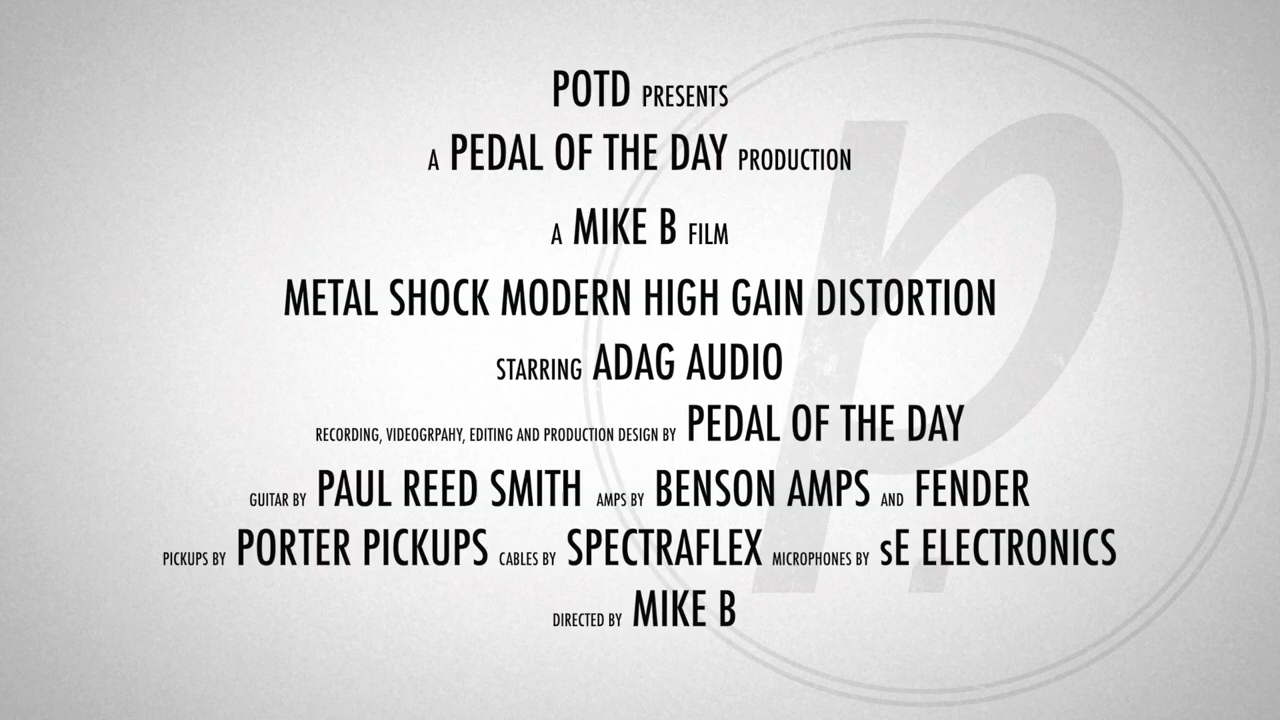 POTD PRESENTS
A PEDAL OF THE DAY PRODUCTION
A MIKE B FILM
METAL SHOCK MODERN HIGH GAIN DISTORTION
STARRING ADAG AUDIO
RECORDING, VIDEOGRPAHY, EDITING AND PRODUCTION DESIGN BY PEDAL OF THE DAY
GUITAR BY PAUL REED SMITH AMPS BY BENSON AMPS AND FENDER
PICKUPS BY PORTER PICKUPS CABLES BY SPECTRAFLEX MICROPHONES BY sE ELECTRONICS
DIRECTED BY MIKE B
p